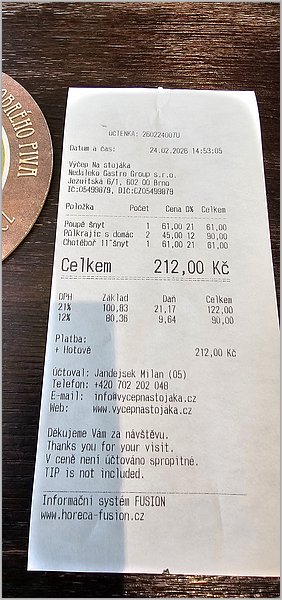 OBRÉHO PIVA
ÚČTENKA: 260224007U
Datum a čas: 24.02.2026 14:53:05
Výčep Na stojáka
Nedaleko Gastro Group s.r.o.
Jezuitská 6/1, 602 00 Brno
IČ:05499879, DIČ:CZ05499879
Položka Počet Cena D% Celkem
Poupě šnyt 1 61,00 21 61,00
Půlkrajíc s domác 2 45,00 12 90,00
Chotěboř 11°šnyt 1 61,00 21 61,00
Celkem 212,00 Kč
DPH Základ Daň Celkem
21% 100,83 21,17 122,00
12% 80,36 9,64 90,00
Platba:
+ Hotově 212,00 Kč
Účtoval: Jandejsek Milan (05)
Telefon: +420 702 202 048
E-mail: info@vycepnastojaka.cz
Web: www.vycepnastojaka.cz
Děkujeme Vám za návštěvu.
Thanks you for your visit.
V ceně není účtováno spropitné.
TIP is not included.
Informační systém FUSION
www.horeca-fusion.cz